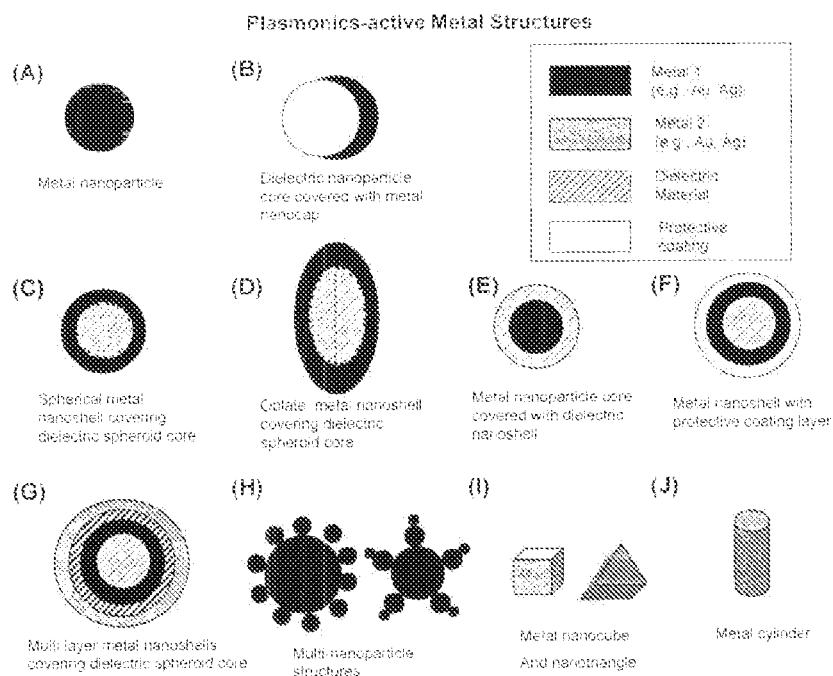 Plasmonics-active Metal Structures
(A)
Metal nanoparticle
(B)
Dielectric nanoparticle
core covered with metal
nanocap
Metal 1
(e.g., Au, Ag)
Metal 2
(e.g., Au, Ag)
Dielectric
Material
Protective
coating
(C)
Spherical metal
nanoshell covering
dielectric spheroid core
(D)
Oblate metal nanoshell
covering dielectric
spheroid core
(E)
Metal nanoparticle core
covered with dielectric
nanoshell
(F)
Metal nanoshell with
protective coating layer
(G)
Multi layer metal nanoshells
covering dielectric spheroid core
(H)
Multi-nanoparticle
structures
(I)
Metal nanocube
And nanotriangle
(J)
Metal cylinder